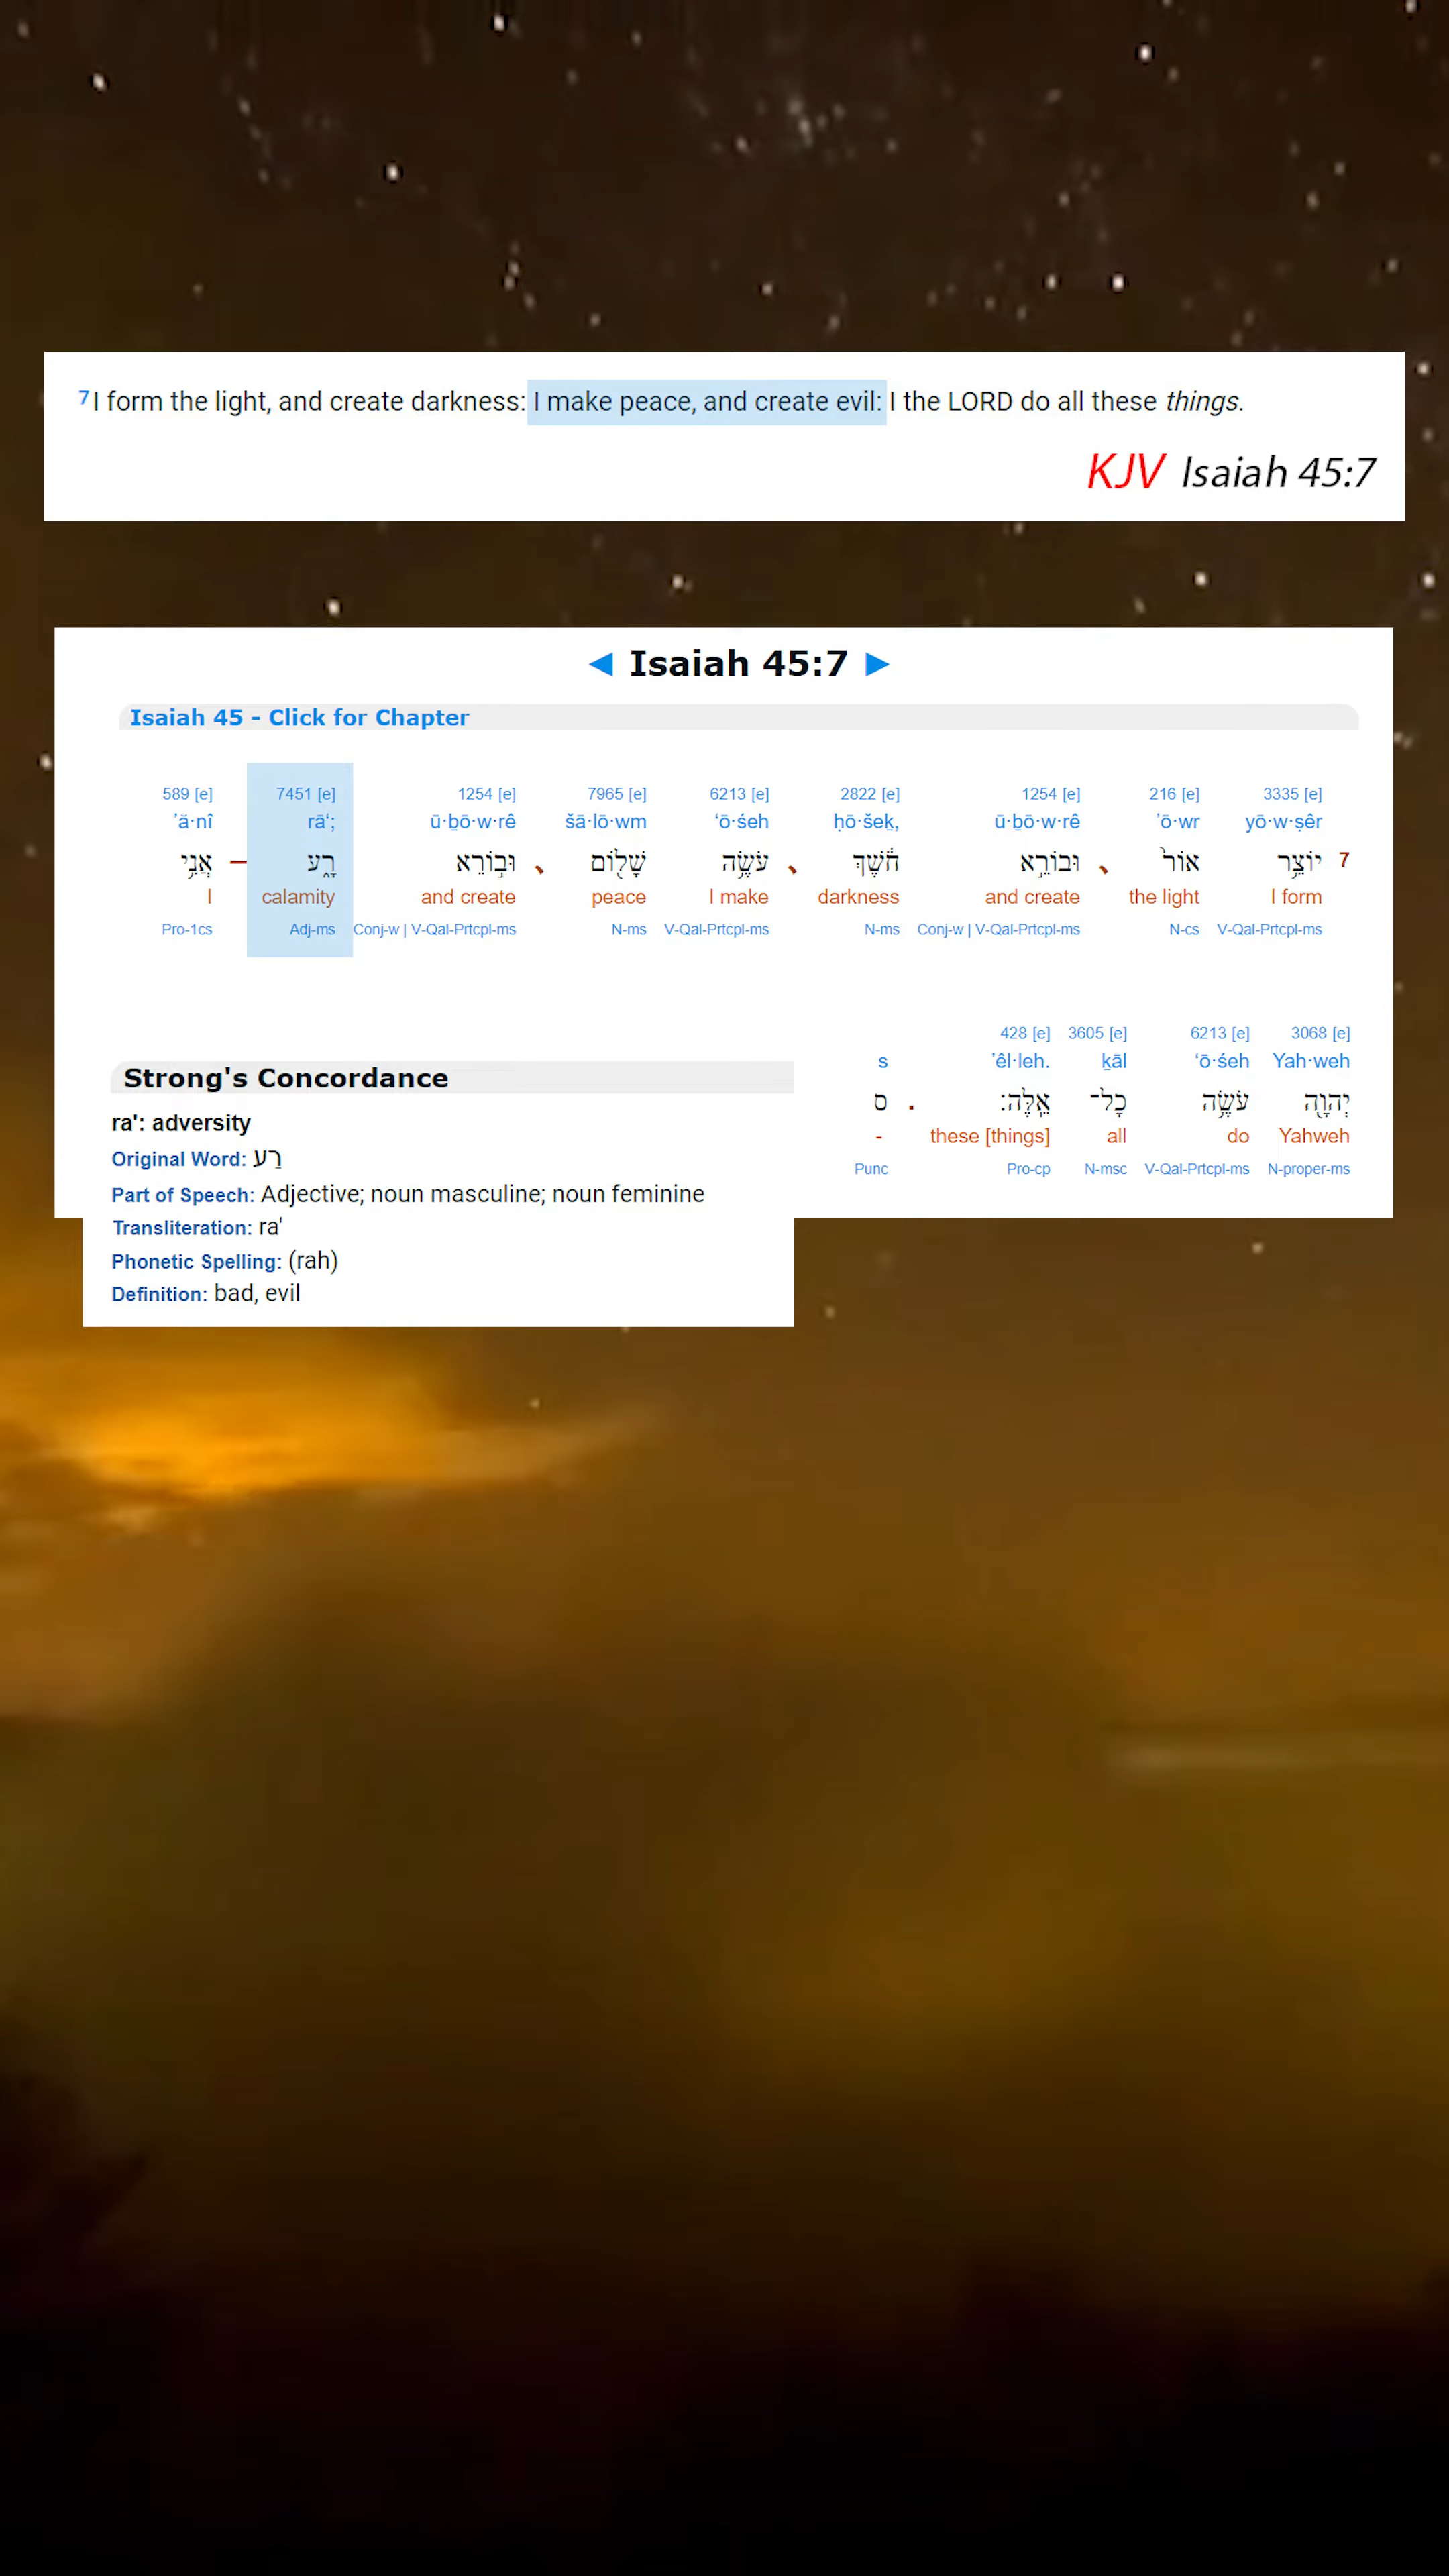 7 I form the light, and create darkness: I make peace, and create evil: I the LORD do all these things.
KJV Isaiah 45:7
◄ Isaiah 45:7 ►
Isaiah 45 - Click for Chapter
589 [e] 7451 [e] 1254 [e] 7965 [e] 6213 [e] 2822 [e] 1254 [e] 216 [e] 3335 [e]
’ă·nî rā‘; ū·ḇō·w·rê šā·lō·wm ‘ō·śeh ḥō·šeḵ, ū·ḇō·w·rê ’ō·wr yō·w·ṣêr
7 יוֹצֵ֥ר אוֹר֙ 、 וּבוֹרֵ֣א חֹ֔שֶׁךְ 、 עֹשֶׂ֥ה שָׁל֖וֹם 、 וּב֣וֹרֵא רָ֑ע – אֲנִ֥י
I calamity and create peace I make darkness and create the light I form
Pro-1cs Adj-ms Conj-w | V-Qal-Prtcpl-ms N-ms V-Qal-Prtcpl-ms N-ms Conj-w | V-Qal-Prtcpl-ms N-cs V-Qal-Prtcpl-ms
428 [e] 3605 [e] 6213 [e] 3068 [e]
s ’êl·leh. ḵāl ‘ō·śeh Yah·weh
יְהוָ֖ה עֹשֶׂ֥ה כָל־ אֵֽלֶּה׃ . ס
- these [things] all do Yahweh
Punc Pro-cp N-msc V-Qal-Prtcpl-ms N-proper-ms
Strong's Concordance
ra': adversity
Original Word: רַע
Part of Speech: Adjective; noun masculine; noun feminine
Transliteration: ra'
Phonetic Spelling: (rah)
Definition: bad, evil